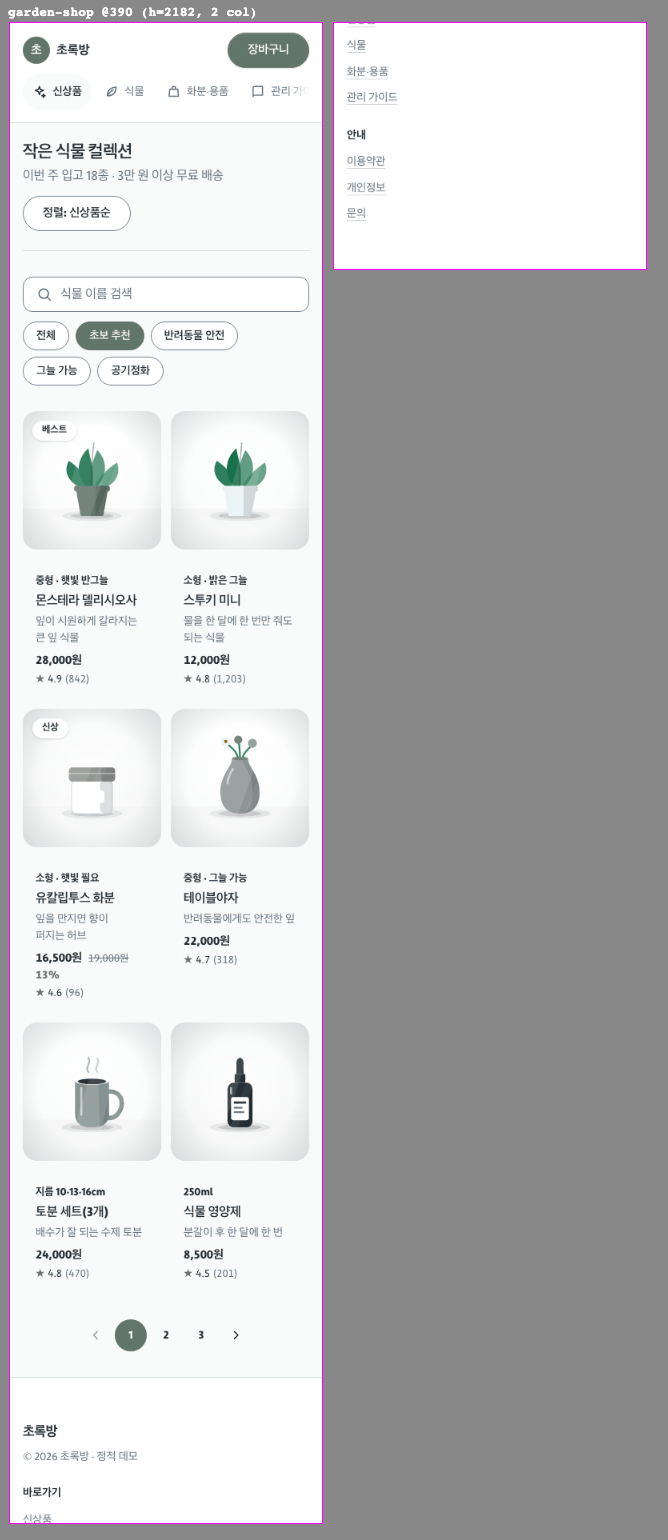 garden-shop @390 (h=2182, 2 col)
초 초록방
장바구니
신상품 식물 화분·용품 관리 가이
작은 식물 컬렉션
이번 주 입고 18종 · 3만 원 이상 무료 배송
정렬: 신상품순
식물 이름 검색
전체 초보 추천 반려동물 안전
그늘 가능 공기정화
베스트
중형 · 햇빛 반그늘
몬스테라 델리시오사
잎이 시원하게 갈라지는
큰 잎 식물
28,000원
★ 4.9 (842)
소형 · 밝은 그늘
스투키 미니
물을 한 달에 한 번만 줘도
되는 식물
12,000원
★ 4.8 (1,203)
신상
소형 · 햇빛 필요
유칼립투스 화분
잎을 만지면 향이
퍼지는 허브
16,500원 19,000원
13%
★ 4.6 (96)
중형 · 그늘 가능
테이블야자
반려동물에게도 안전한 잎
22,000원
★ 4.7 (318)
지름 10·13·16cm
토분 세트(3개)
배수가 잘 되는 수제 토분
24,000원
★ 4.8 (470)
250ml
식물 영양제
분갈이 후 한 달에 한 번
8,500원
★ 4.5 (201)
1 2 3
초록방
© 2026 초록방 · 정적 데모
바로가기
신상품
식물
화분·용품
관리 가이드
안내
이용약관
개인정보
문의